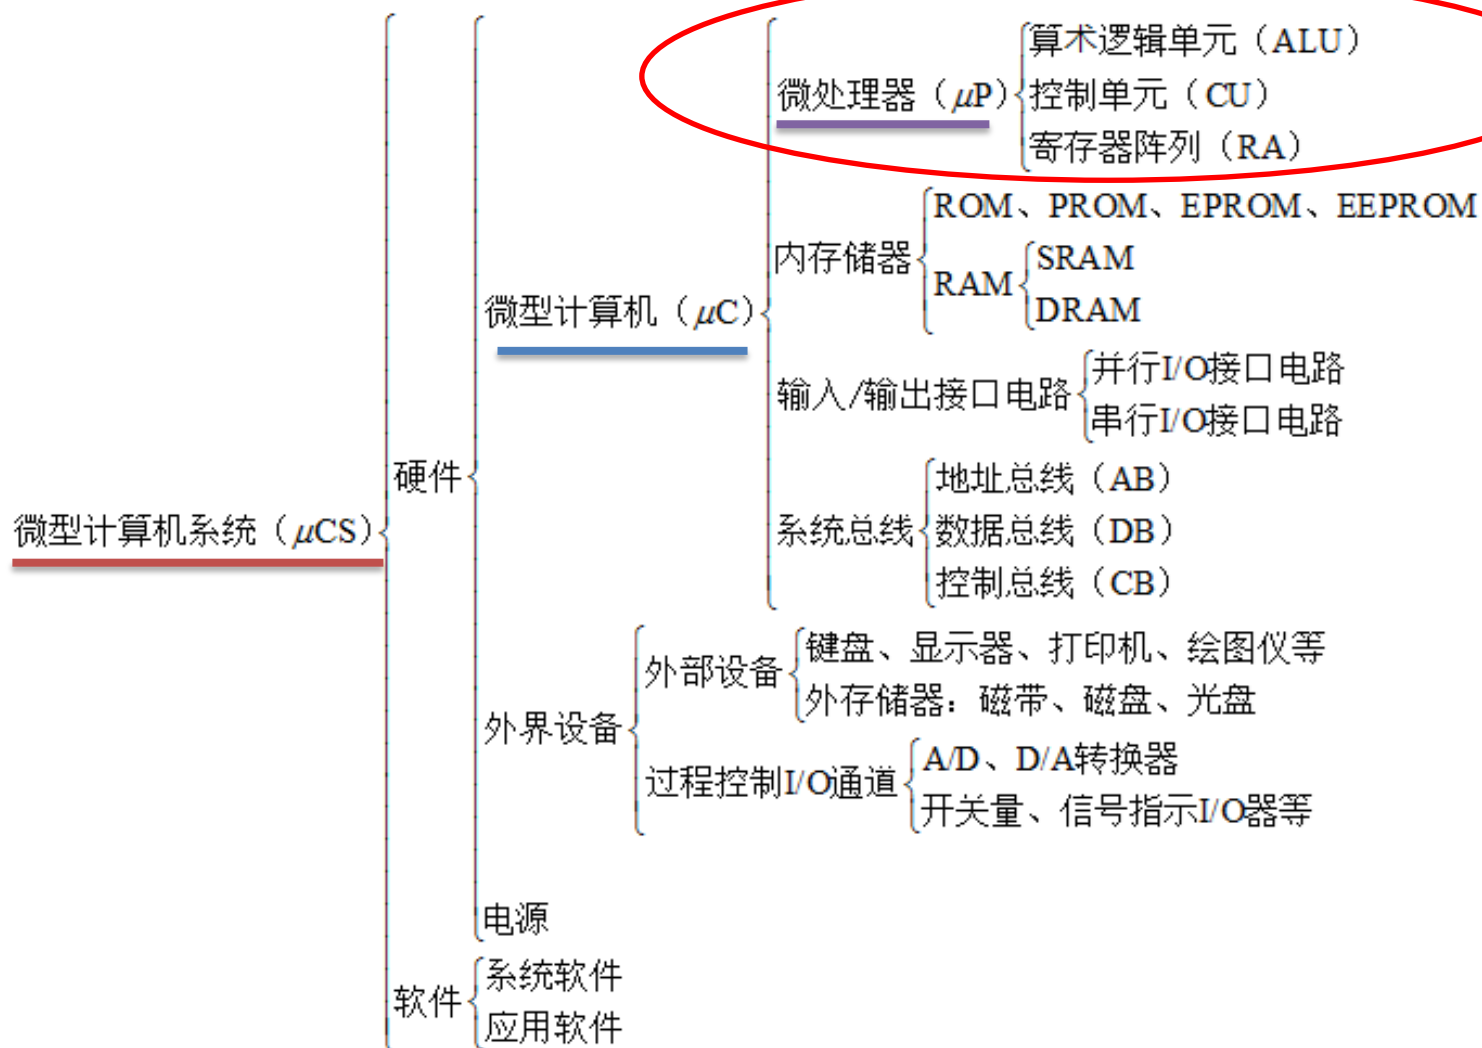 算术逻辑单元（ALU）
微处理器（μP）
控制单元（CU）
寄存器阵列（RA）
ROM、PROM、EPROM、EEPROM
内存储器
SRAM
RAM
DRAM
微型计算机（μC）
并行I/O接口电路
输入/输出接口电路
串行I/O接口电路
硬件
地址总线（AB）
微型计算机系统（μCS）
系统总线
数据总线（DB）
控制总线（CB）
键盘、显示器、打印机、绘图仪等
外部设备
外存储器：磁带、磁盘、光盘
外界设备
A/D、D/A转换器
过程控制I/O通道
开关量、信号指示I/O器等
电源
系统软件
软件
应用软件